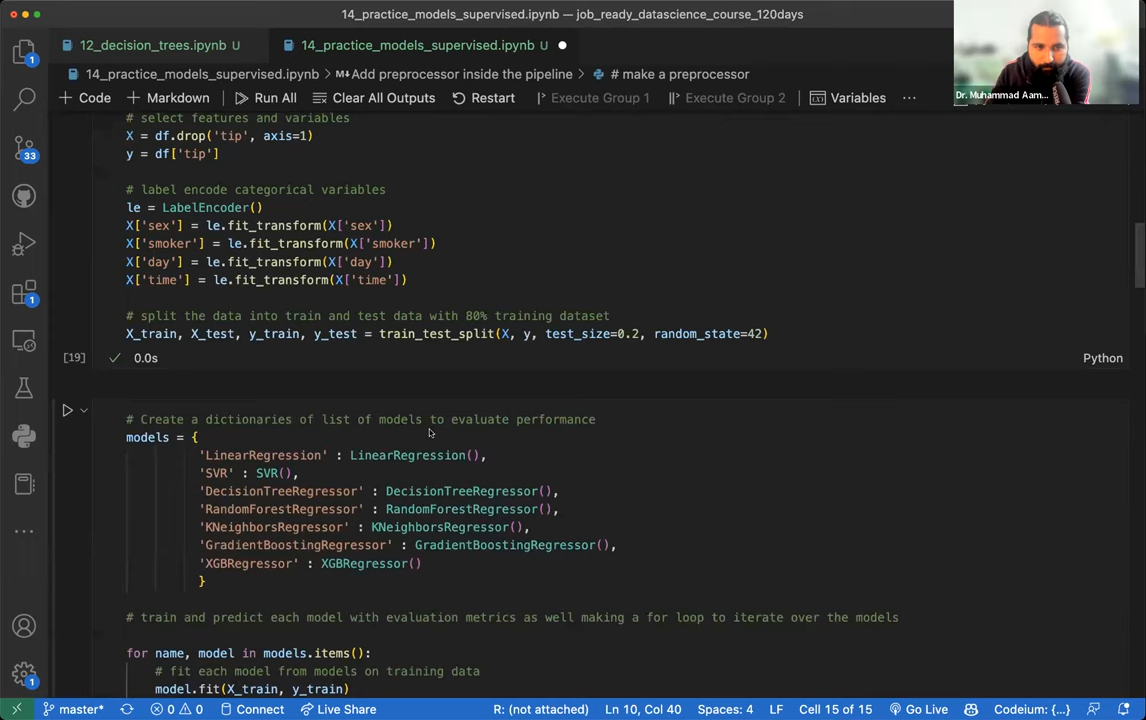 14_practice_models_supervised.ipynb — job_ready_datascience_course_120days
12_decision_trees.ipynb U
14_practice_models_supervised.ipynb U
14_practice_models_supervised.ipynb > M↓Add preprocessor inside the pipeline > # make a preprocessor
+ Code + Markdown Run All Clear All Outputs Restart Execute Group 1 Execute Group 2 Variables ...
Dr. Muhammad Aam...
# select features and variables
X = df.drop('tip', axis=1)
y = df['tip']
# label encode categorical variables
le = LabelEncoder()
X['sex'] = le.fit_transform(X['sex'])
X['smoker'] = le.fit_transform(X['smoker'])
X['day'] = le.fit_transform(X['day'])
X['time'] = le.fit_transform(X['time'])
# split the data into train and test data with 80% training dataset
X_train, X_test, y_train, y_test = train_test_split(X, y, test_size=0.2, random_state=42)
[19] ✓ 0.0s Python
# Create a dictionaries of list of models to evaluate performance
models = {
'LinearRegression' : LinearRegression(),
'SVR' : SVR(),
'DecisionTreeRegressor' : DecisionTreeRegressor(),
'RandomForestRegressor' : RandomForestRegressor(),
'KNeighborsRegressor' : KNeighborsRegressor(),
'GradientBoostingRegressor' : GradientBoostingRegressor(),
'XGBRegressor' : XGBRegressor()
}
# train and predict each model with evaluation metrics as well making a for loop to iterate over the models
for name, model in models.items():
# fit each model from models on training data
model.fit(X_train, y_train)
1
33
1
1
master* 0 0 Connect Live Share R: (not attached) Ln 10, Col 40 Spaces: 4 LF Cell 15 of 15 Go Live Codeium: {...}